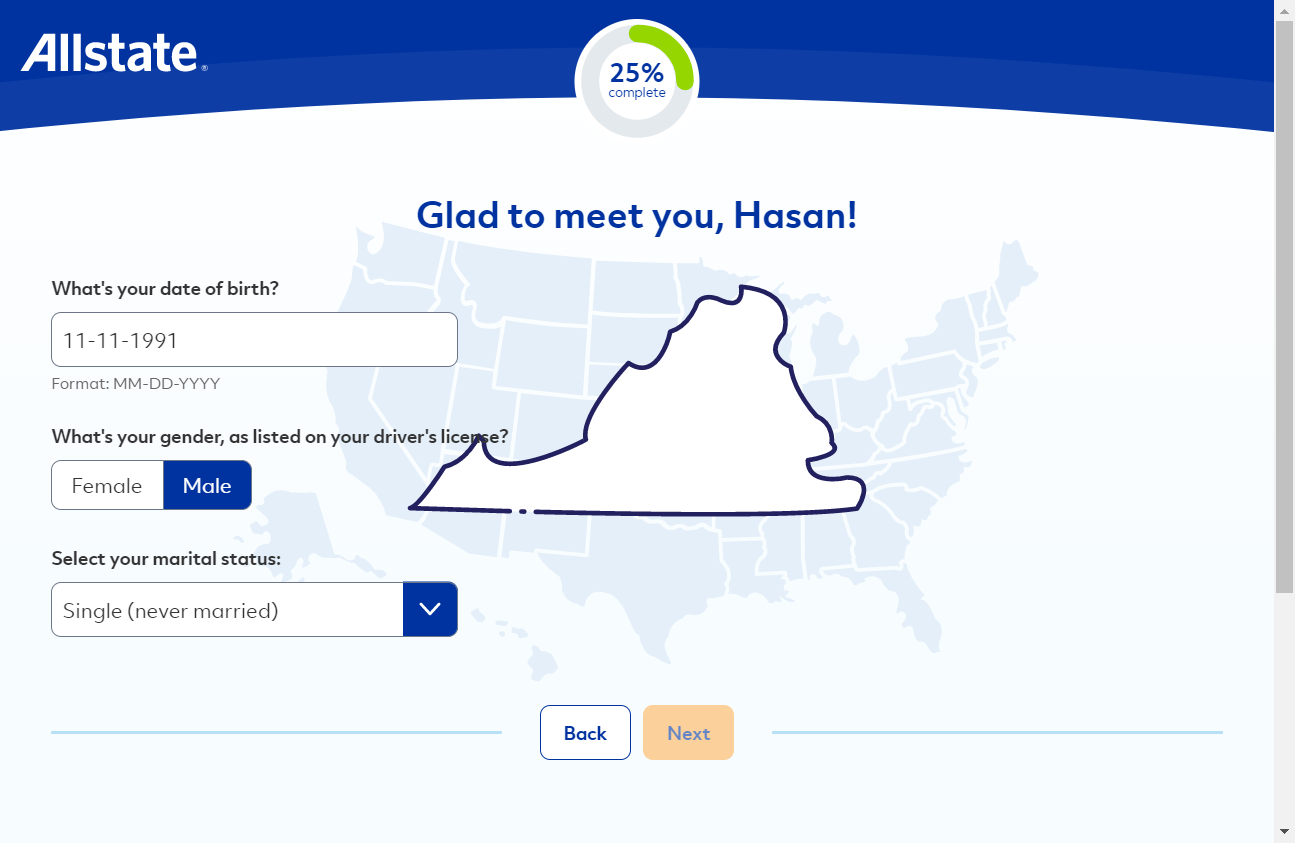 Allstate®
25%
complete
Glad to meet you, Hasan!
What's your date of birth?
11-11-1991
Format: MM-DD-YYYY
What's your gender, as listed on your driver's license?
Female Male
Select your marital status:
Single (never married)
Back Next